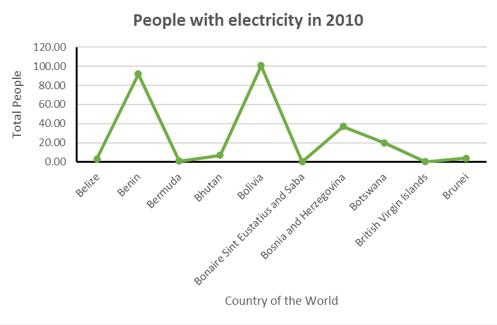 People with electricity in 2010
Total People
120.00
100.00
80.00
60.00
40.00
20.00
0.00
Belize
Benin
Bermuda
Bhutan
Bolivia
Bonaire Sint Eustatius and Saba
Bosnia and Herzegovina
Botswana
British Virgin Islands
Brunei
Country of the World